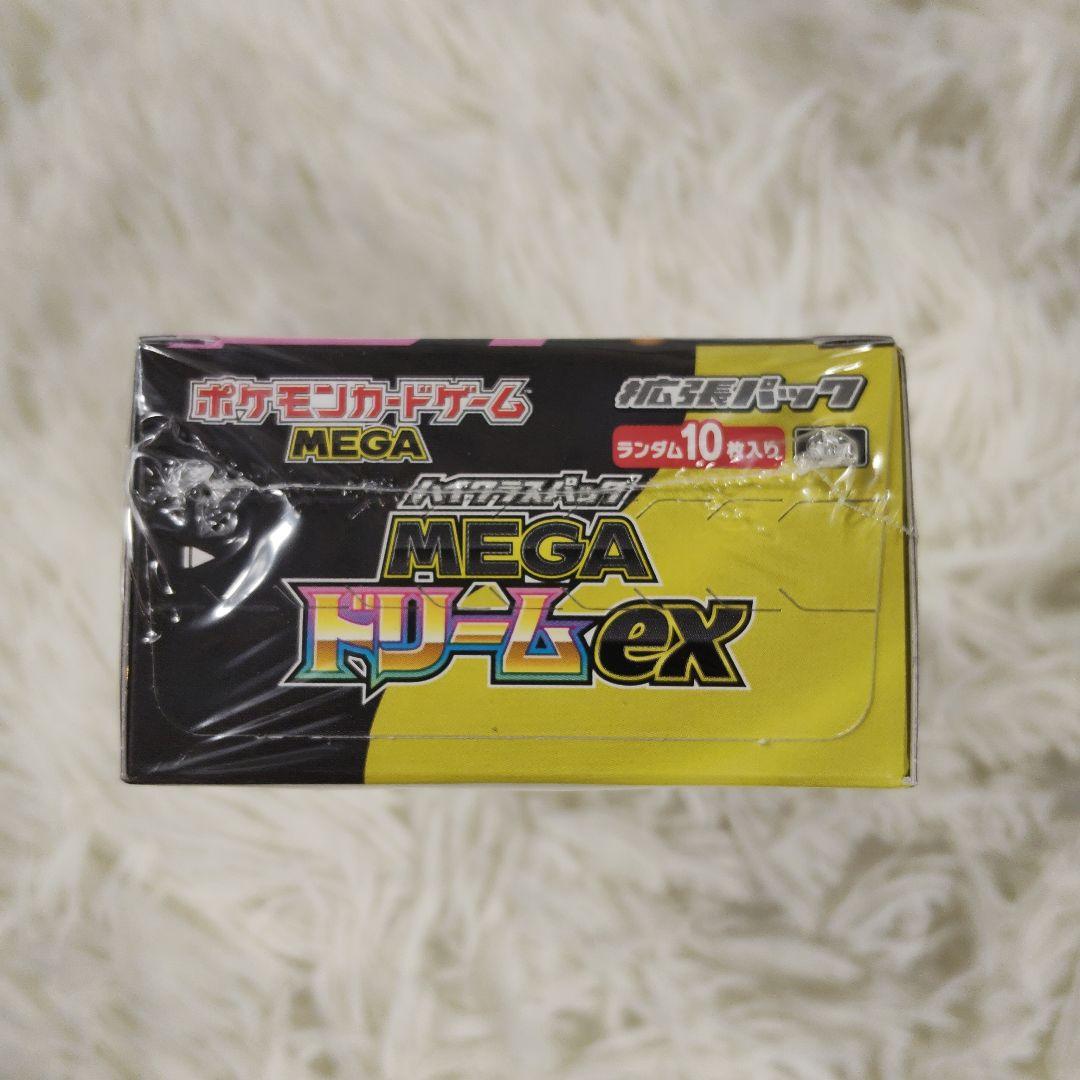 ポケモンカードゲーム
MEGA
拡張パック
ランダム10枚入り
ハイクラスパック
MEGA
ドリームex